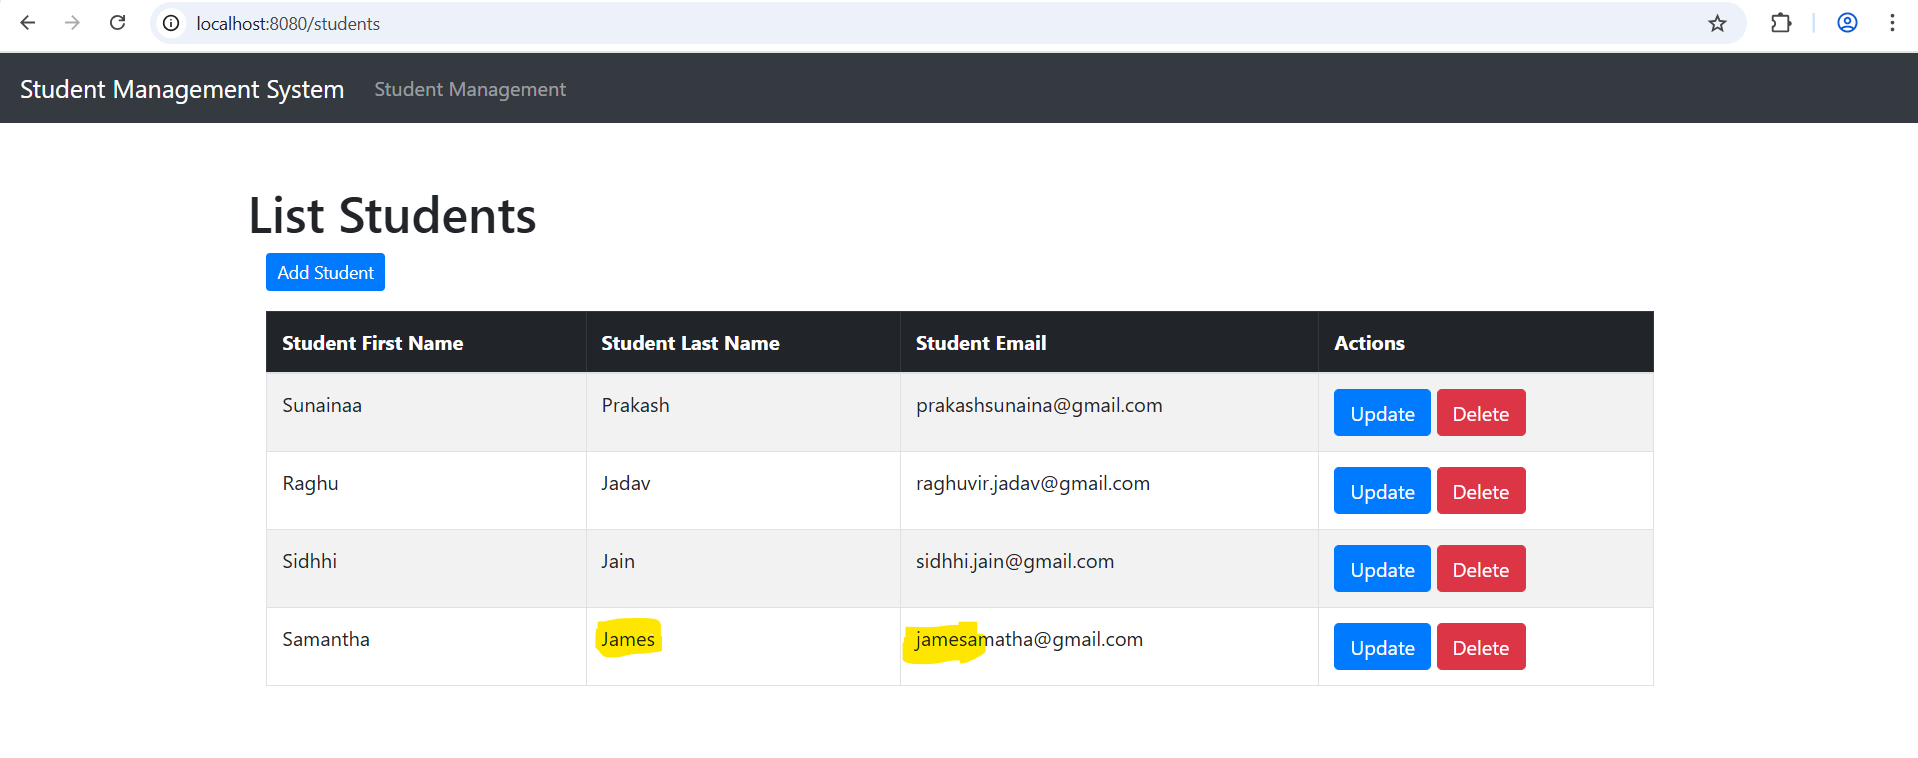 localhost:8080/students
Student Management System Student Management
List Students
Add Student
Student First Name Student Last Name Student Email Actions
Sunainaa Prakash prakashsunaina@gmail.com Update Delete
Raghu Jadav raghuvir.jadav@gmail.com Update Delete
Sidhhi Jain sidhhi.jain@gmail.com Update Delete
Samantha James jamesamatha@gmail.com Update Delete